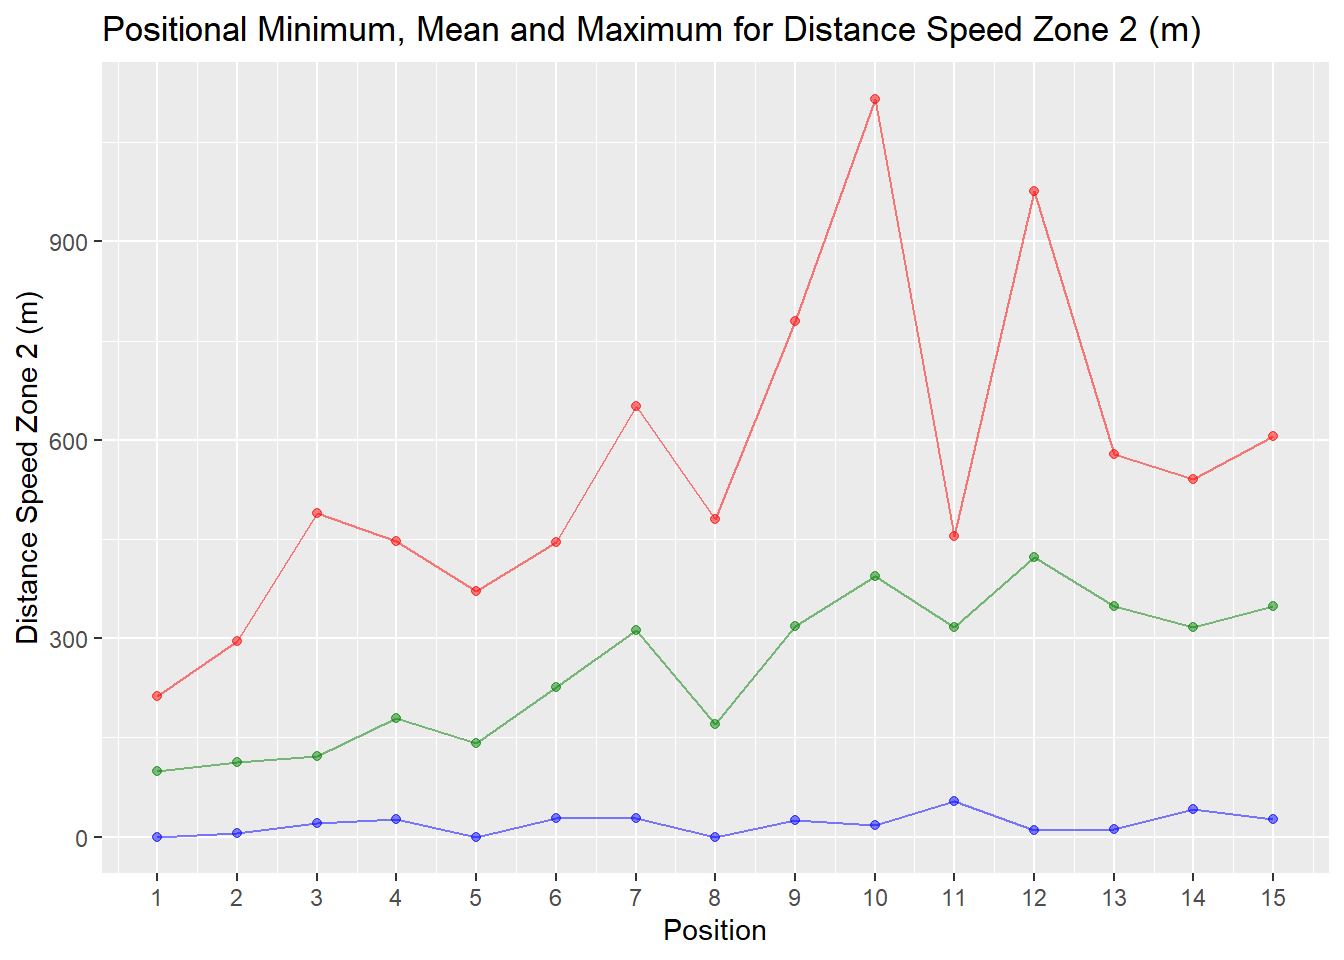 Positional Minimum, Mean and Maximum for Distance Speed Zone 2 (m)
Distance Speed Zone 2 (m)
900
600
300
0
1 2 3 4 5 6 7 8 9 10 11 12 13 14 15
Position